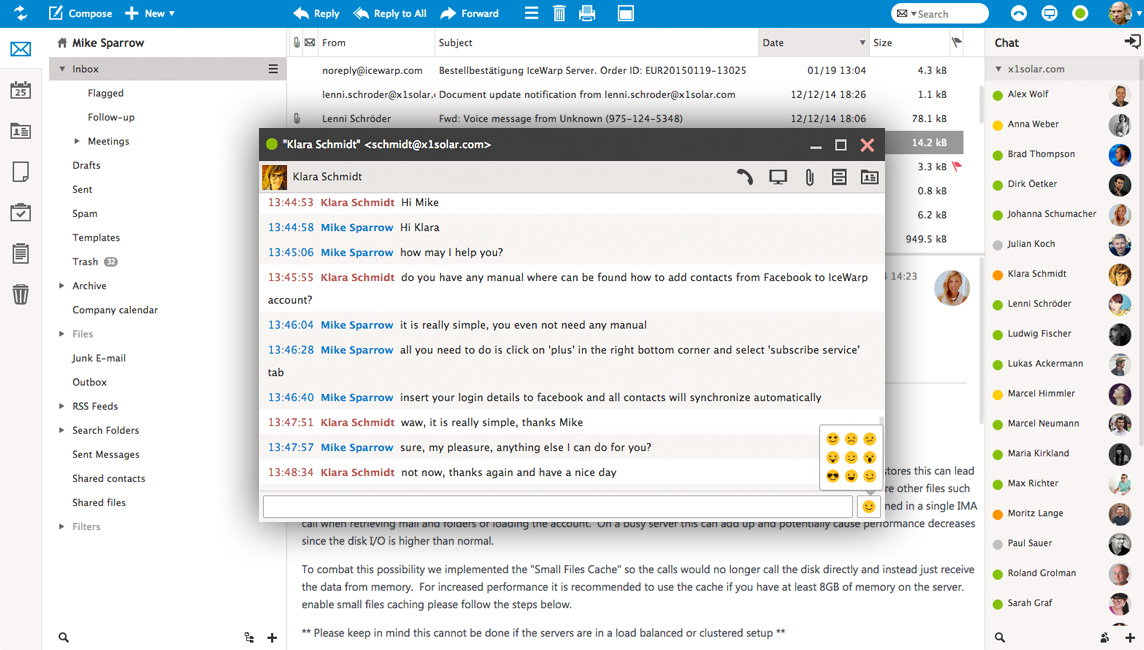 Compose
New
Reply
Reply to All
Forward
Search
Mike Sparrow
Inbox
Flagged
Follow-up
Meetings
Drafts
Sent
Spam
Templates
Trash 32
Archive
Company calendar
Files
Junk E-mail
Outbox
RSS Feeds
Search Folders
Sent Messages
Shared contacts
Shared files
Filters
25
From Subject Date Size
noreply@icewarp.com Bestellbestätigung IceWarp Server. Order ID: EUR20150119-13025 01/19 13:04 4.3 kB
lenni.schroder@x1solar. Document update notification from lenni.schroder@x1solar.com 12/12/14 18:26 1.1 kB
Lenni Schröder Fwd: Voice message from Unknown (975-124-5348) 12/12/14 18:06 78.1 kB
14.2 kB
3.3 kB
0.8 kB
6.2 kB
949.5 kB
14:23
"Klara Schmidt" <schmidt@x1solar.com>
Klara Schmidt
13:44:53 Klara Schmidt Hi Mike
13:44:58 Mike Sparrow Hi Klara
13:45:06 Mike Sparrow how may I help you?
13:45:55 Klara Schmidt do you have any manual where can be found how to add contacts from Facebook to IceWarp
account?
13:46:04 Mike Sparrow it is really simple, you even not need any manual
13:46:28 Mike Sparrow all you need to do is click on 'plus' in the right bottom corner and select 'subscribe service'
tab
13:46:40 Mike Sparrow insert your login details to facebook and all contacts will synchronize automatically
13:47:51 Klara Schmidt waw, it is really simple, thanks Mike
13:47:57 Mike Sparrow sure, my pleasure, anything else I can do for you?
13:48:34 Klara Schmidt not now, thanks again and have a nice day
stores this can lead
other files such
in a single IMA
call when retrieving mail and folders or loading the account. On a busy server this can add up and potentially cause performance decreases
since the disk I/O is higher than normal.
To combat this possibility we implemented the "Small Files Cache" so the calls would no longer call the disk directly and instead just receive
the data from memory. For increased performance it is recommended to use the cache if you have at least 8GB of memory on the server.
enable small files caching please follow the steps below.
** Please keep in mind this cannot be done if the servers are in a load balanced or clustered setup **
Chat
x1solar.com
Alex Wolf
Anna Weber
Brad Thompson
Dirk Öetker
Johanna Schumacher
Julian Koch
Klara Schmidt
Lenni Schröder
Ludwig Fischer
Lukas Ackermann
Marcel Himmler
Marcel Neumann
Maria Kirkland
Max Richter
Moritz Lange
Paul Sauer
Roland Grolman
Sarah Graf